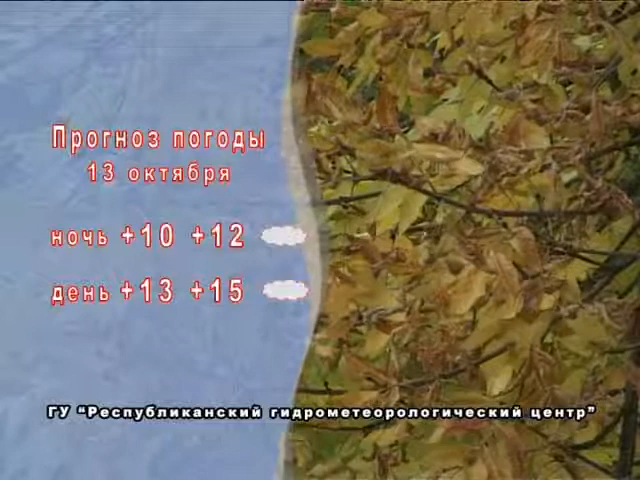 Прогноз погоды
13 октября
ночь +10 +12
день +13 +15
ГУ "Республиканский гидрометеорологический центр"